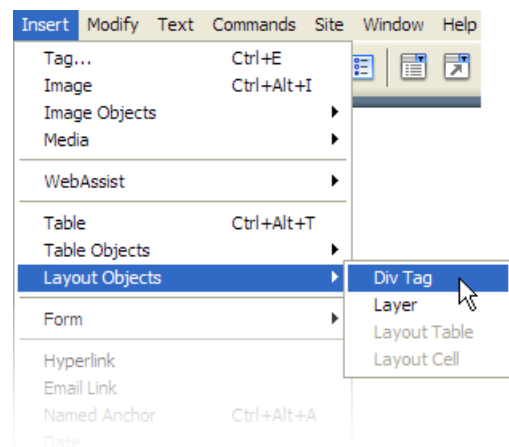 Insert Modify Text Commands Site Window Help
Tag... Ctrl+E
Image Ctrl+Alt+I
Image Objects
Media
WebAssist
Table Ctrl+Alt+T
Table Objects
Layout Objects
Div Tag
Layer
Layout Table
Layout Cell
Form
Hyperlink
Email Link
Named Anchor Ctrl+Alt+A
Date